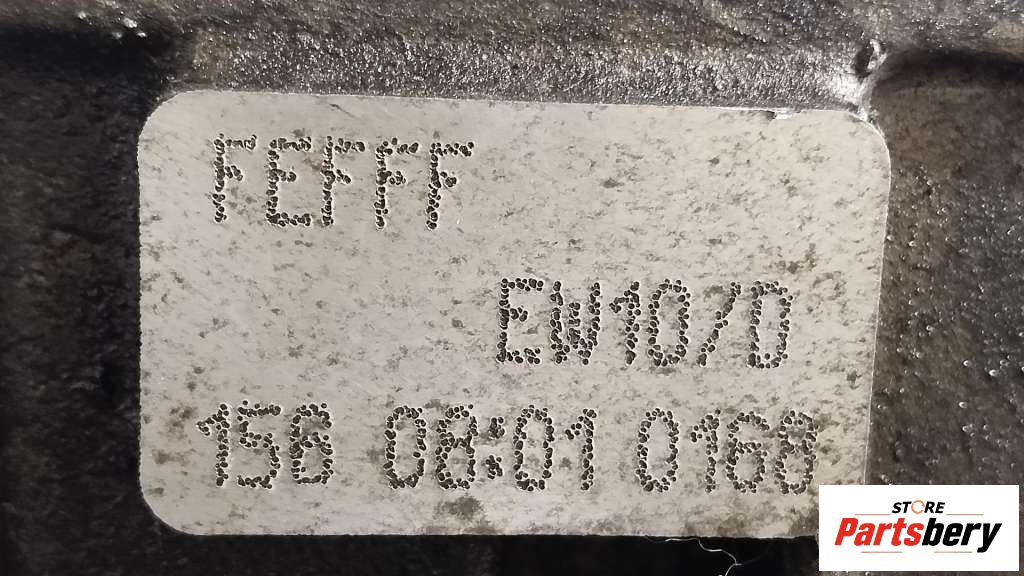 FEFFF
EW10/D
156 08:01 0168
STORE
Partsbery